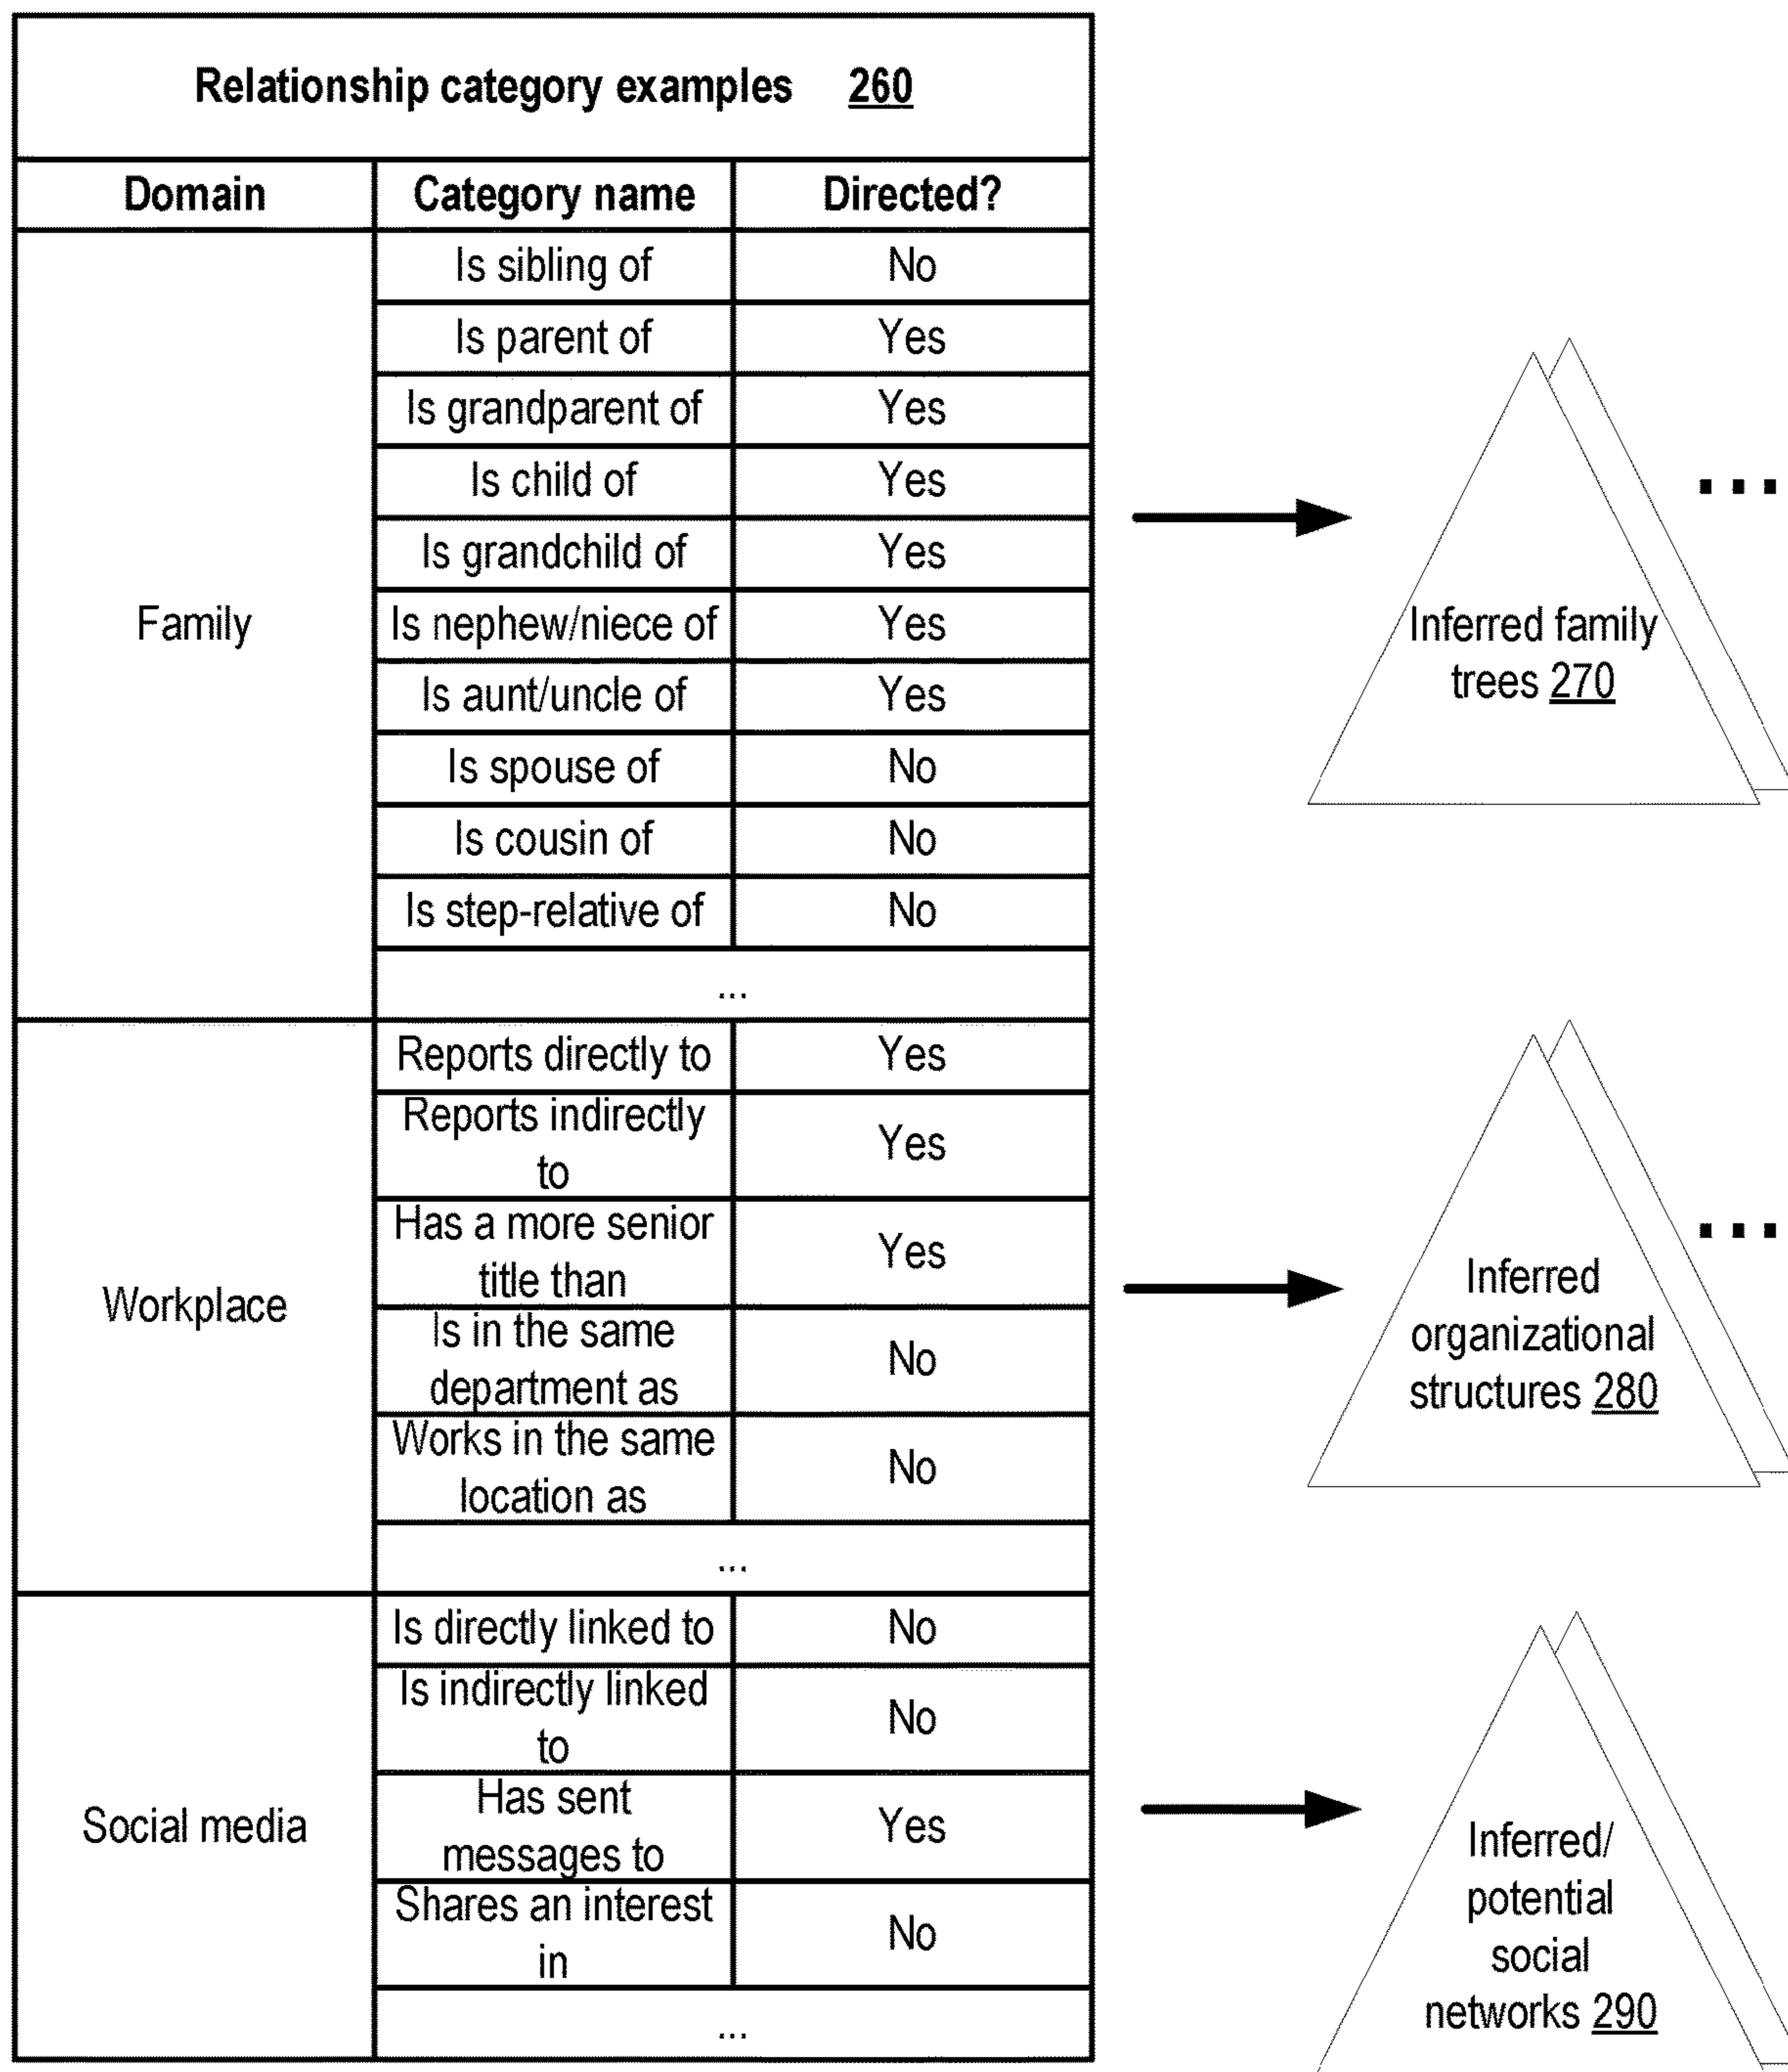 Relationship category examples 260
Domain Category name Directed?
Family
Is sibling of No
Is parent of Yes
Is grandparent of Yes
Is child of Yes
Is grandchild of Yes
Is nephew/niece of Yes
Is aunt/uncle of Yes
Is spouse of No
Is cousin of No
Is step-relative of No
...
Workplace
Reports directly to Yes
Reports indirectly
to
Yes
Has a more senior
title than
Yes
Is in the same
department as
No
Works in the same
location as
No
...
Social media
Is directly linked to No
Is indirectly linked
to
No
Has sent
messages to
Yes
Shares an interest
in
No
...
Inferred family
trees 270
...
Inferred
organizational
structures 280
...
Inferred/
potential
social
networks 290